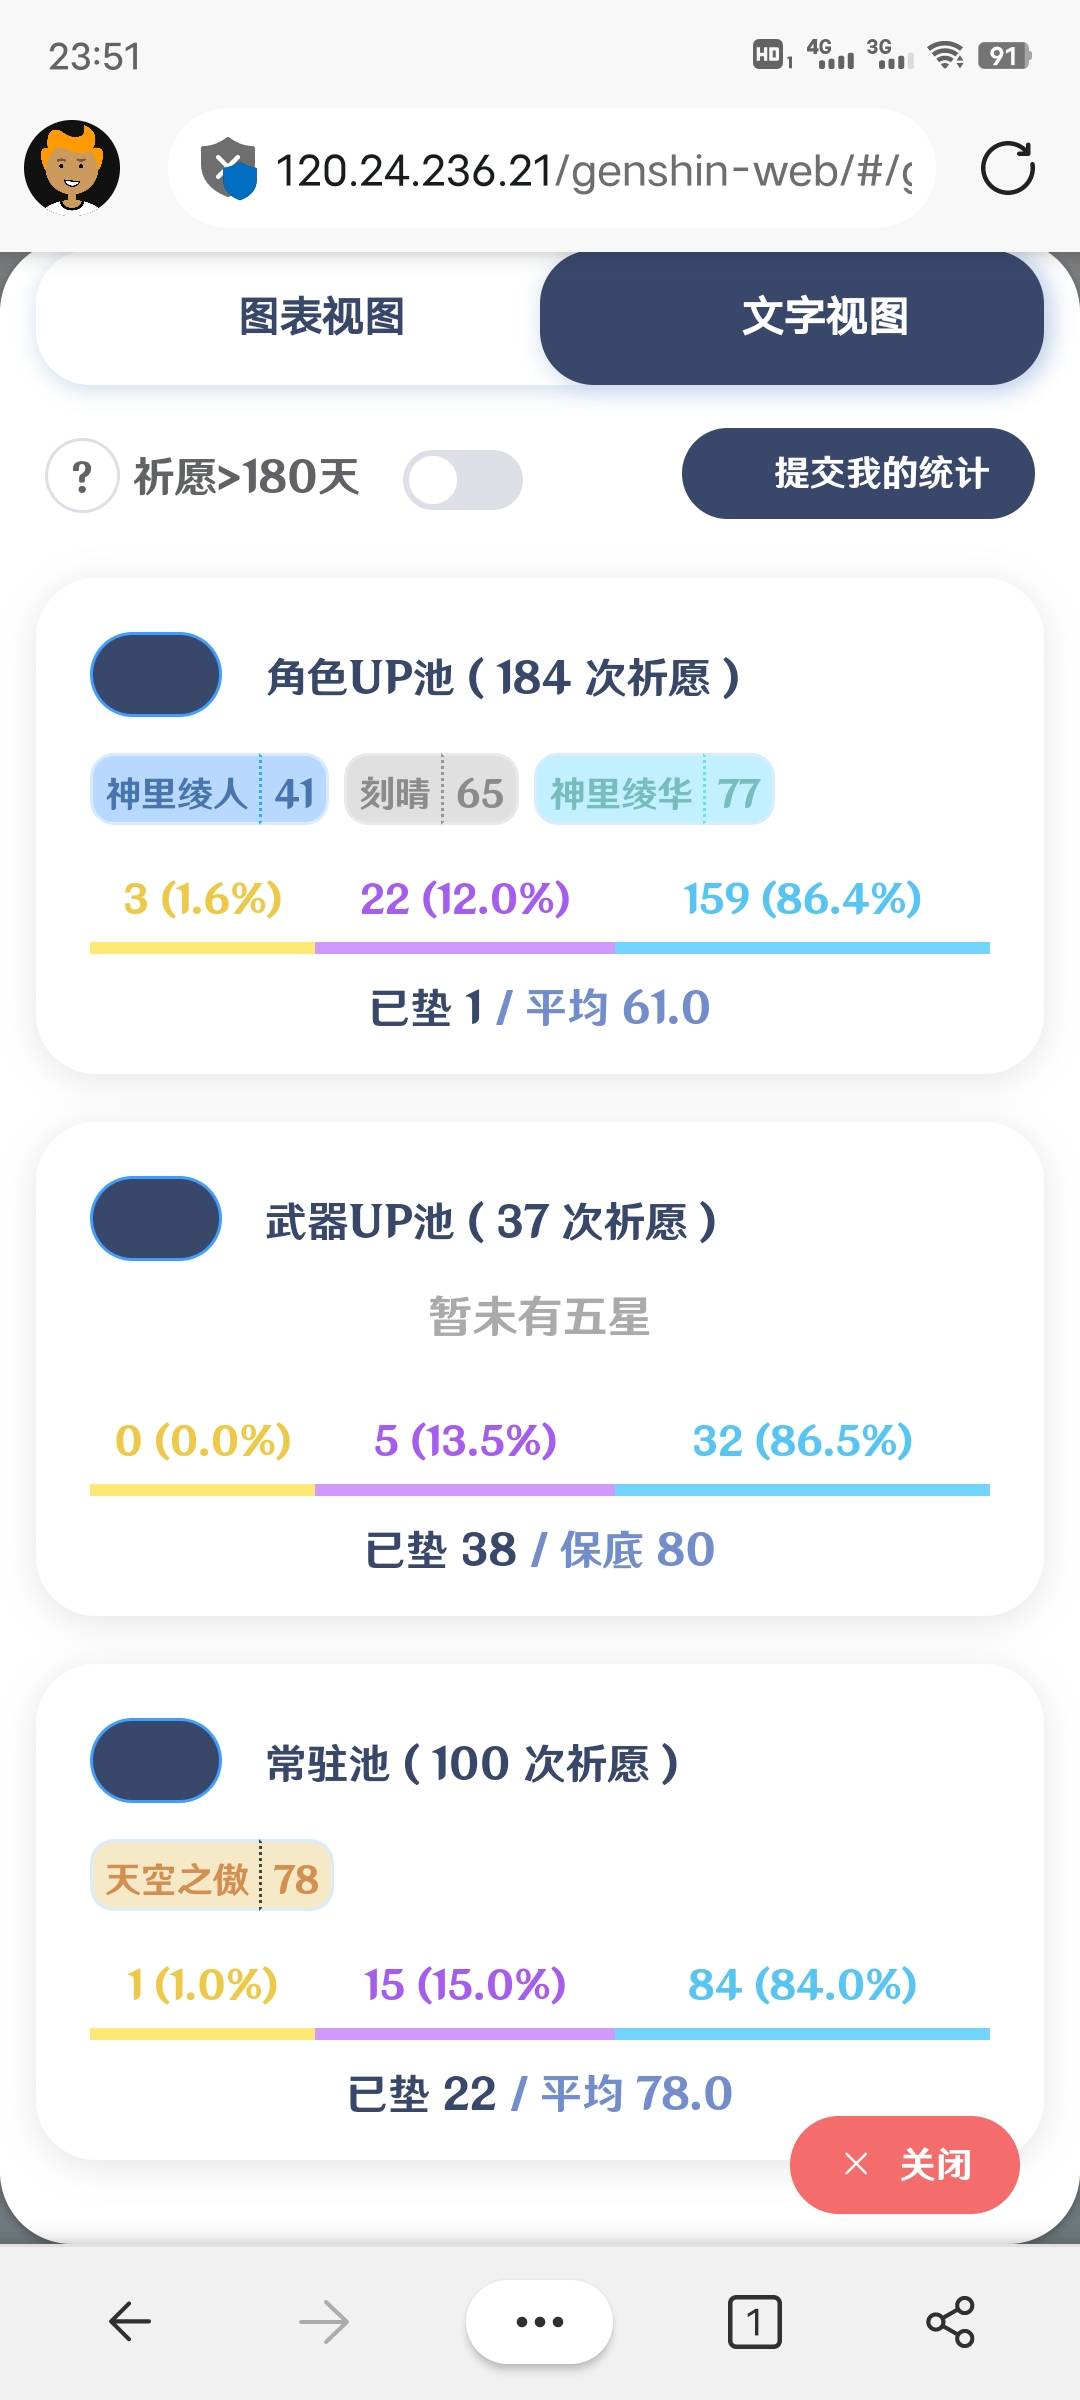 23:51
HD 1 4G 3G 91
120.24.236.21/genshin-web/#/g
图表视图 文字视图
? 祈愿>180天 提交我的统计
角色UP池 ( 184 次祈愿 )
神里绫人 41 刻晴 65 神里绫华 77
3 (1.6%) 22 (12.0%) 159 (86.4%)
已垫 1 / 平均 61.0
武器UP池 ( 37 次祈愿 )
暂未有五星
0 (0.0%) 5 (13.5%) 32 (86.5%)
已垫 38 / 保底 80
常驻池 ( 100 次祈愿 )
天空之傲 78
1 (1.0%) 15 (15.0%) 84 (84.0%)
已垫 22 / 平均 78.0
× 关闭
1